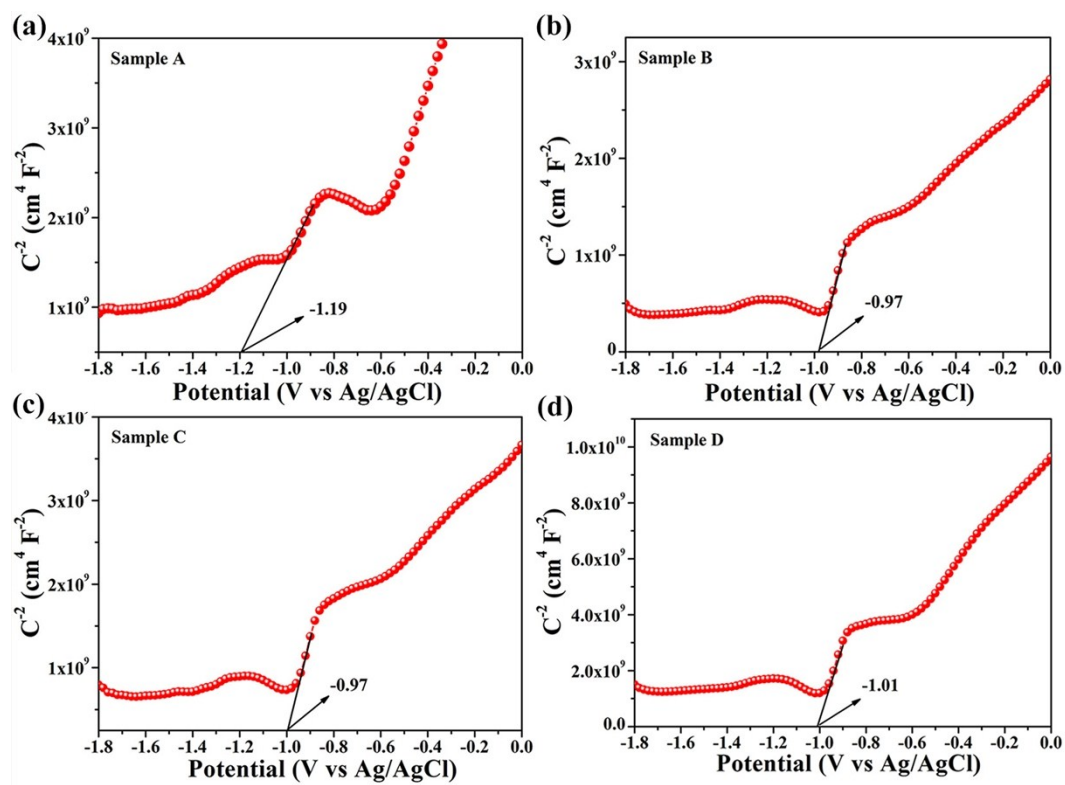 (a)
Sample A
4x10⁹
3x10⁹
2x10⁹
1x10⁹
C⁻² (cm⁴ F⁻²)
-1.19
-1.8 -1.6 -1.4 -1.2 -1.0 -0.8 -0.6 -0.4 -0.2 0.0
Potential (V vs Ag/AgCl)
(b)
Sample B
3x10⁹
2x10⁹
1x10⁹
0
C⁻² (cm⁴ F⁻²)
-0.97
-1.8 -1.6 -1.4 -1.2 -1.0 -0.8 -0.6 -0.4 -0.2 0.0
Potential (V vs Ag/AgCl)
(c)
Sample C
3x10⁹
2x10⁹
1x10⁹
C⁻² (cm⁴ F⁻²)
-0.97
-1.8 -1.6 -1.4 -1.2 -1.0 -0.8 -0.6 -0.4 -0.2 0.0
Potential (V vs Ag/AgCl)
(d)
Sample D
1.0x10¹⁰
8.0x10⁹
6.0x10⁹
4.0x10⁹
2.0x10⁹
0.0
C⁻² (cm⁴ F⁻²)
-1.01
-1.8 -1.6 -1.4 -1.2 -1.0 -0.8 -0.6 -0.4 -0.2 0.0
Potential (V vs Ag/AgCl)